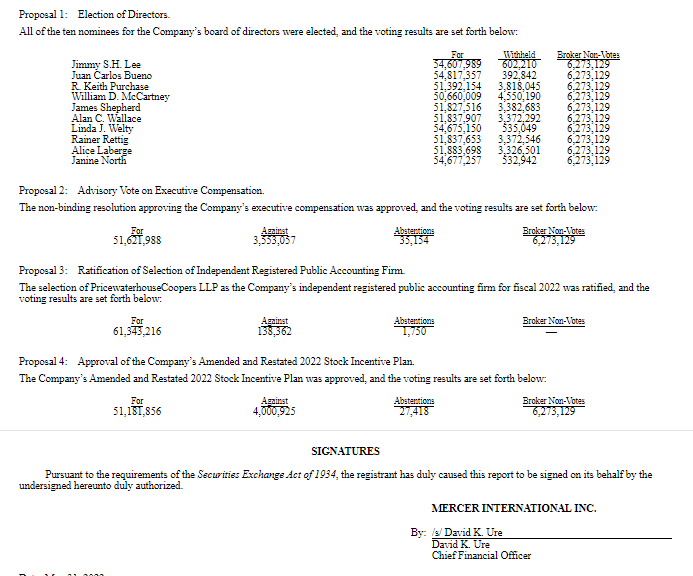 Proposal 1: Election of Directors.
All of the ten nominees for the Company's board of directors were elected, and the voting results are set forth below:
For Withheld Broker Non-Votes
Jimmy S.H. Lee 54,607,989 602,210 6,273,129
Juan Carlos Bueno 54,817,357 392,842 6,273,129
R. Keith Purchase 51,392,154 3,818,045 6,273,129
William D. McCartney 50,660,009 4,550,190 6,273,129
James Shepherd 51,827,516 3,382,683 6,273,129
Alan C. Wallace 51,837,907 3,372,292 6,273,129
Linda J. Welty 54,675,150 535,049 6,273,129
Rainer Rettig 51,837,653 3,372,546 6,273,129
Alice Laberge 51,883,698 3,326,501 6,273,129
Janine North 54,677,257 532,942 6,273,129
Proposal 2: Advisory Vote on Executive Compensation.
The non-binding resolution approving the Company's executive compensation was approved, and the voting results are set forth below:
For Against Abstentions Broker Non-Votes
51,621,988 3,553,057 35,154 6,273,129
Proposal 3: Ratification of Selection of Independent Registered Public Accounting Firm.
The selection of PricewaterhouseCoopers LLP as the Company's independent registered public accounting firm for fiscal 2022 was ratified, and the
voting results are set forth below:
For Against Abstentions Broker Non-Votes
61,343,216 138,362 1,750 —
Proposal 4: Approval of the Company's Amended and Restated 2022 Stock Incentive Plan.
The Company's Amended and Restated 2022 Stock Incentive Plan was approved, and the voting results are set forth below:
For Against Abstentions Broker Non-Votes
51,181,856 4,000,925 27,418 6,273,129
SIGNATURES
Pursuant to the requirements of the Securities Exchange Act of 1934, the registrant has duly caused this report to be signed on its behalf by the
undersigned hereunto duly authorized.
MERCER INTERNATIONAL INC.
By: /s/ David K. Ure
David K. Ure
Chief Financial Officer